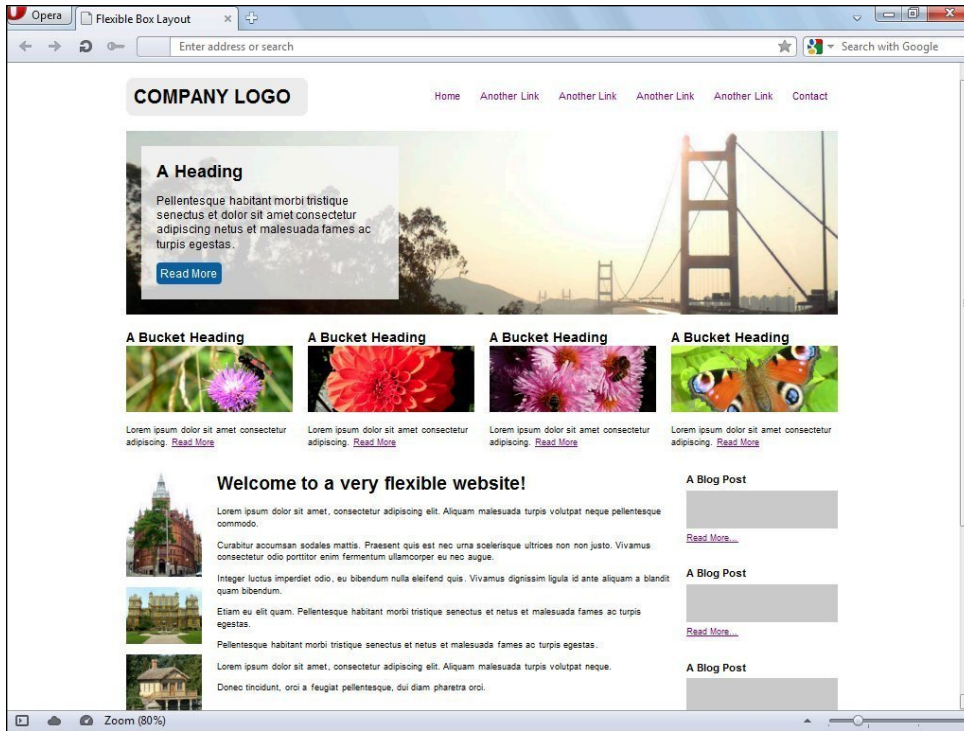 Opera
Flexible Box Layout
Enter address or search
Search with Google
COMPANY LOGO
Home Another Link Another Link Another Link Another Link Contact
A Heading
Pellentesque habitant morbi tristique
senectus et dolor sit amet consectetur
adipiscing netus et malesuada fames ac
turpis egestas.
Read More
A Bucket Heading
Lorem ipsum dolor sit amet consectetur
adipiscing. Read More
A Bucket Heading
Lorem ipsum dolor sit amet consectetur
adipiscing. Read More
A Bucket Heading
Lorem ipsum dolor sit amet consectetur
adipiscing. Read More
A Bucket Heading
Lorem ipsum dolor sit amet consectetur
adipiscing. Read More
Welcome to a very flexible website!
Lorem ipsum dolor sit amet, consectetur adipiscing elit. Aliquam malesuada turpis volutpat neque pellentesque
commodo.
Curabitur accumsan sodales mattis. Praesent quis est nec urna scelerisque ultrices non non justo. Vivamus
consectetur odio porttitor enim fermentum ullamcorper eu nec augue.
Integer luctus imperdiet odio, eu bibendum nulla eleifend quis. Vivamus dignissim ligula id ante aliquam a blandit
quam bibendum.
Etiam eu elit quam. Pellentesque habitant morbi tristique senectus et netus et malesuada fames ac turpis
egestas.
Pellentesque habitant morbi tristique senectus et netus et malesuada fames ac turpis egestas.
Lorem ipsum dolor sit amet, consectetur adipiscing elit. Aliquam malesuada turpis volutpat neque.
Donec tincidunt, orci a feugiat pellentesque, dui diam pharetra orci.
A Blog Post
Read More...
A Blog Post
Read More...
A Blog Post
Zoom (80%)